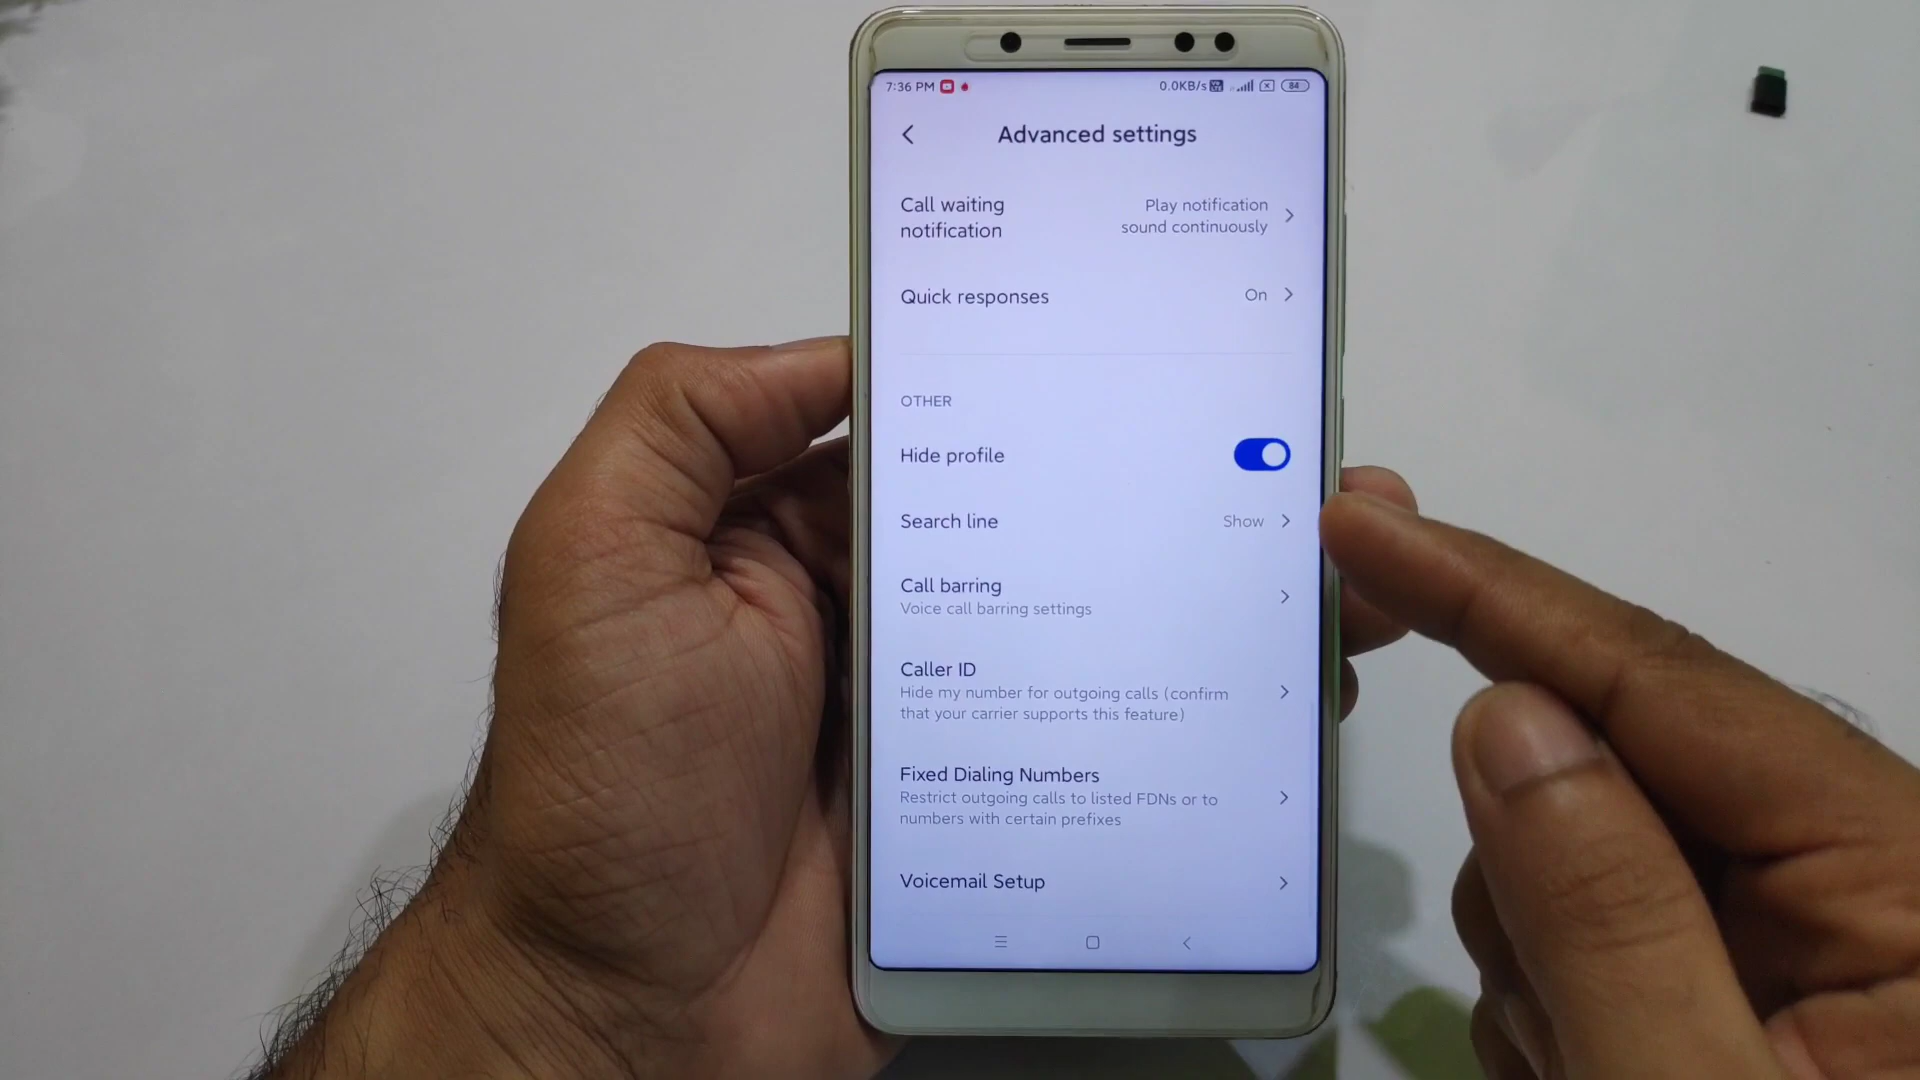 7:36 PM
0.0KB/s
84
Advanced settings
Call waiting
notification
Play notification
sound continuously
Quick responses
On
OTHER
Hide profile
Search line
Show
Call barring
Voice call barring settings
Caller ID
Hide my number for outgoing calls (confirm
that your carrier supports this feature)
Fixed Dialing Numbers
Restrict outgoing calls to listed FDNs or to
numbers with certain prefixes
Voicemail Setup